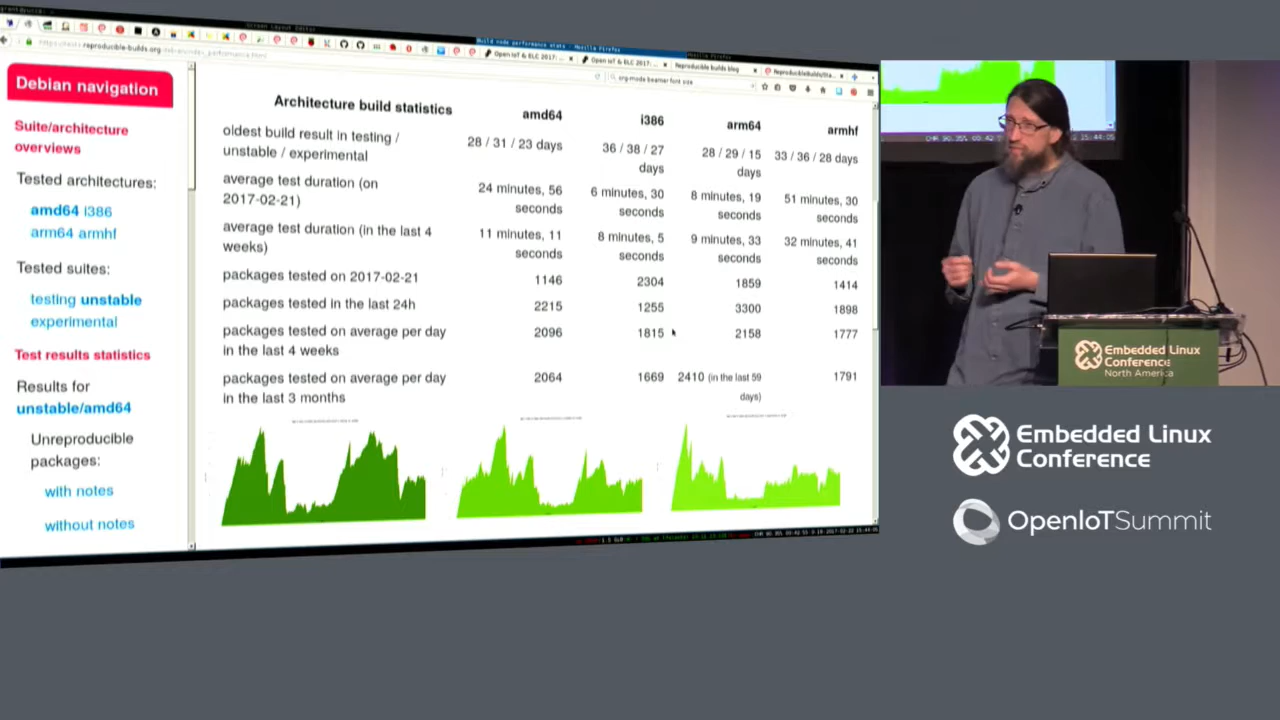 Debian navigation
Suite/architecture
overviews
Tested architectures:
amd64 i386
arm64 armhf
Tested suites:
testing unstable
experimental
Test results statistics
Results for
unstable/amd64
Unreproducible
packages:
with notes
without notes
Architecture build statistics amd64 i386 arm64 armhf
oldest build result in testing / unstable / experimental 28 / 31 / 23 days 36 / 38 / 27 days 28 / 29 / 15 days 33 / 36 / 28 days
average test duration (on 2017-02-21) 24 minutes, 56 seconds 6 minutes, 30 seconds 8 minutes, 19 seconds 51 minutes, 30 seconds
average test duration (in the last 4 weeks) 11 minutes, 11 seconds 8 minutes, 5 seconds 9 minutes, 33 seconds 32 minutes, 41 seconds
packages tested on 2017-02-21 1146 2304 1859 1414
packages tested in the last 24h 2215 1255 3300 1898
packages tested on average per day in the last 4 weeks 2096 1815 2158 1777
packages tested on average per day in the last 3 months 2064 1669 2410 (in the last 59 days) 1791
Embedded Linux
Conference
North America
Embedded Linux
Conference
OpenIoTSummit